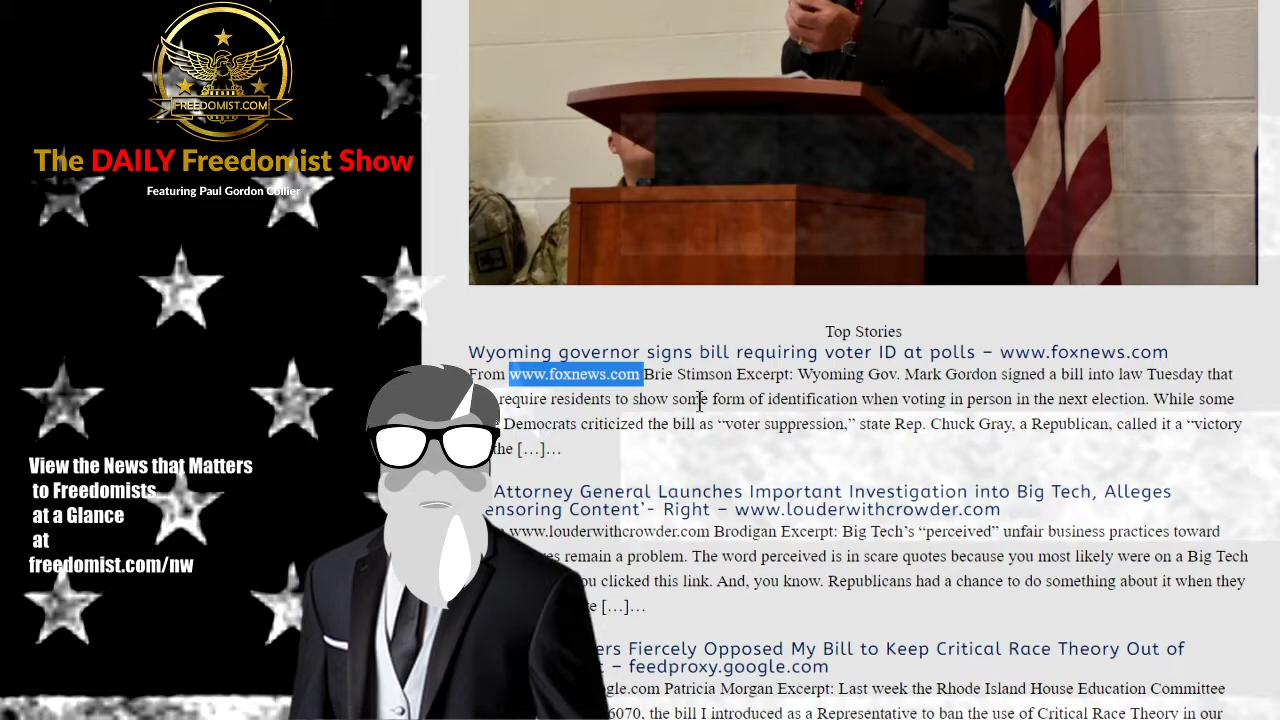 FREEDOMIST.COM
The DAILY Freedomist Show
Featuring Paul Gordon Collier
View the News that Matters
to Freedomists
at a Glance
at
freedomist.com/nw
Top Stories
Wyoming governor signs bill requiring voter ID at polls – www.foxnews.com
From www.foxnews.com Brie Stimson Excerpt: Wyoming Gov. Mark Gordon signed a bill into law Tuesday that
require residents to show some form of identification when voting in person in the next election. While some
Democrats criticized the bill as “voter suppression,” state Rep. Chuck Gray, a Republican, called it a “victory
the […]…
Attorney General Launches Important Investigation into Big Tech, Alleges
ensoring Content’- Right – www.louderwithcrowder.com
www.louderwithcrowder.com Brodigan Excerpt: Big Tech’s “perceived” unfair business practices toward
remain a problem. The word perceived is in scare quotes because you most likely were on a Big Tech
you clicked this link. And, you know. Republicans had a chance to do something about it when they
[…]…
ers Fiercely Opposed My Bill to Keep Critical Race Theory Out of
– feedproxy.google.com
gle.com Patricia Morgan Excerpt: Last week the Rhode Island House Education Committee
6070, the bill I introduced as a Representative to ban the use of Critical Race Theory in our